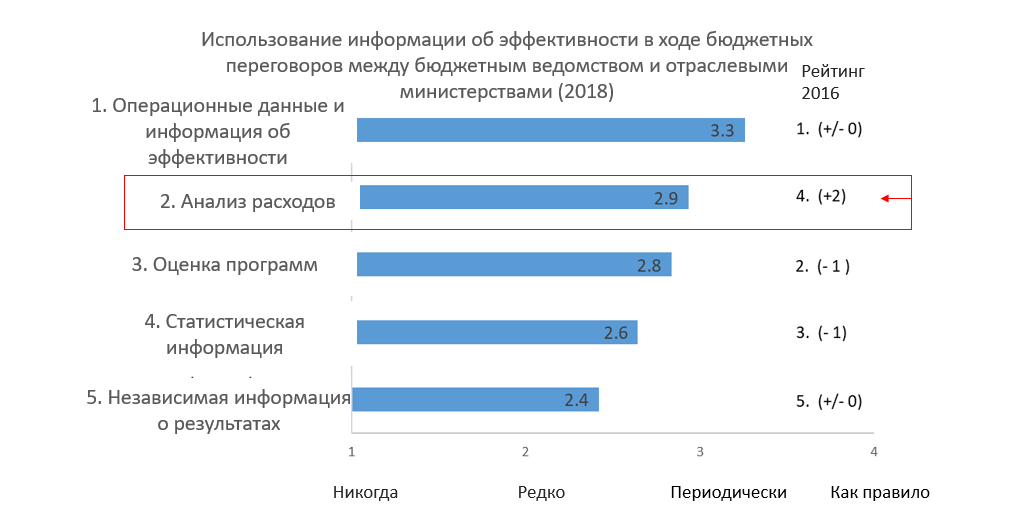 Использование информации об эффективности в ходе бюджетных
переговоров между бюджетным ведомством и отраслевыми
министерствами (2018)
Рейтинг
2016
1. Операционные данные и
информация об
эффективности
3.3
1. (+/- 0)
2. Анализ расходов
2.9
4. (+2)
3. Оценка программ
2.8
2. (- 1 )
4. Статистическая
информация
2.6
3. (- 1)
5. Независимая информация
о результатах
2.4
5. (+/- 0)
1 2 3 4
Никогда Редко Периодически Как правило